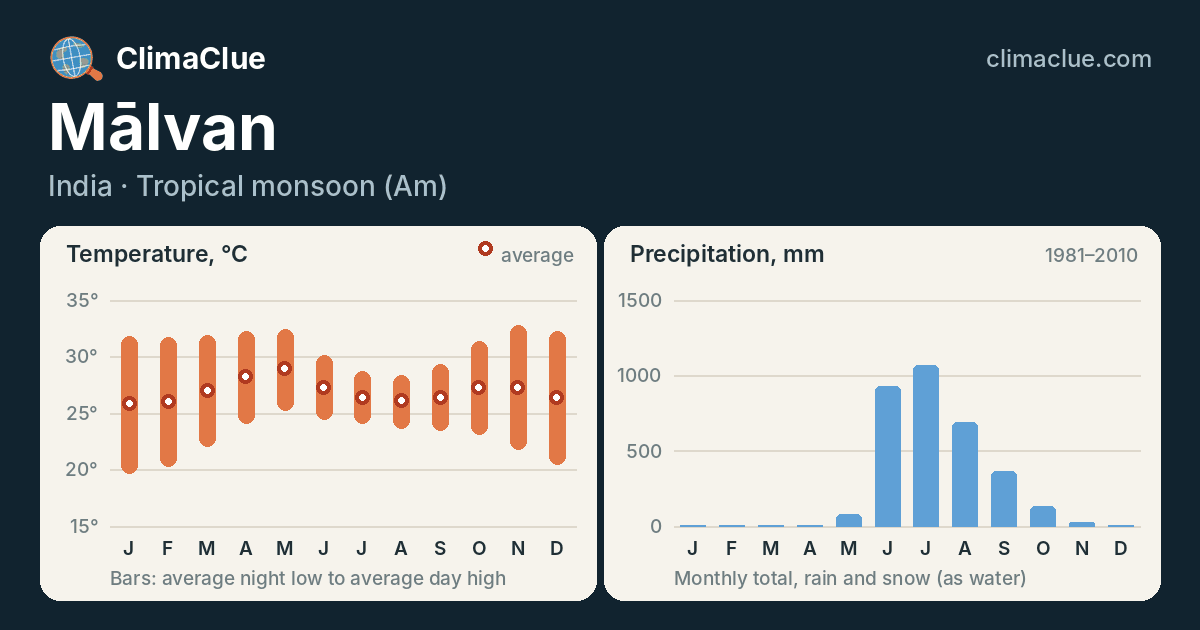 ClimaClue
climaclue.com
Mālvan
India · Tropical monsoon (Am)
Temperature, °C
average
35°
30°
25°
20°
15°
J F M A M J J A S O N D
Bars: average night low to average day high
Precipitation, mm
1981–2010
1500
1000
500
0
J F M A M J J A S O N D
Monthly total, rain and snow (as water)